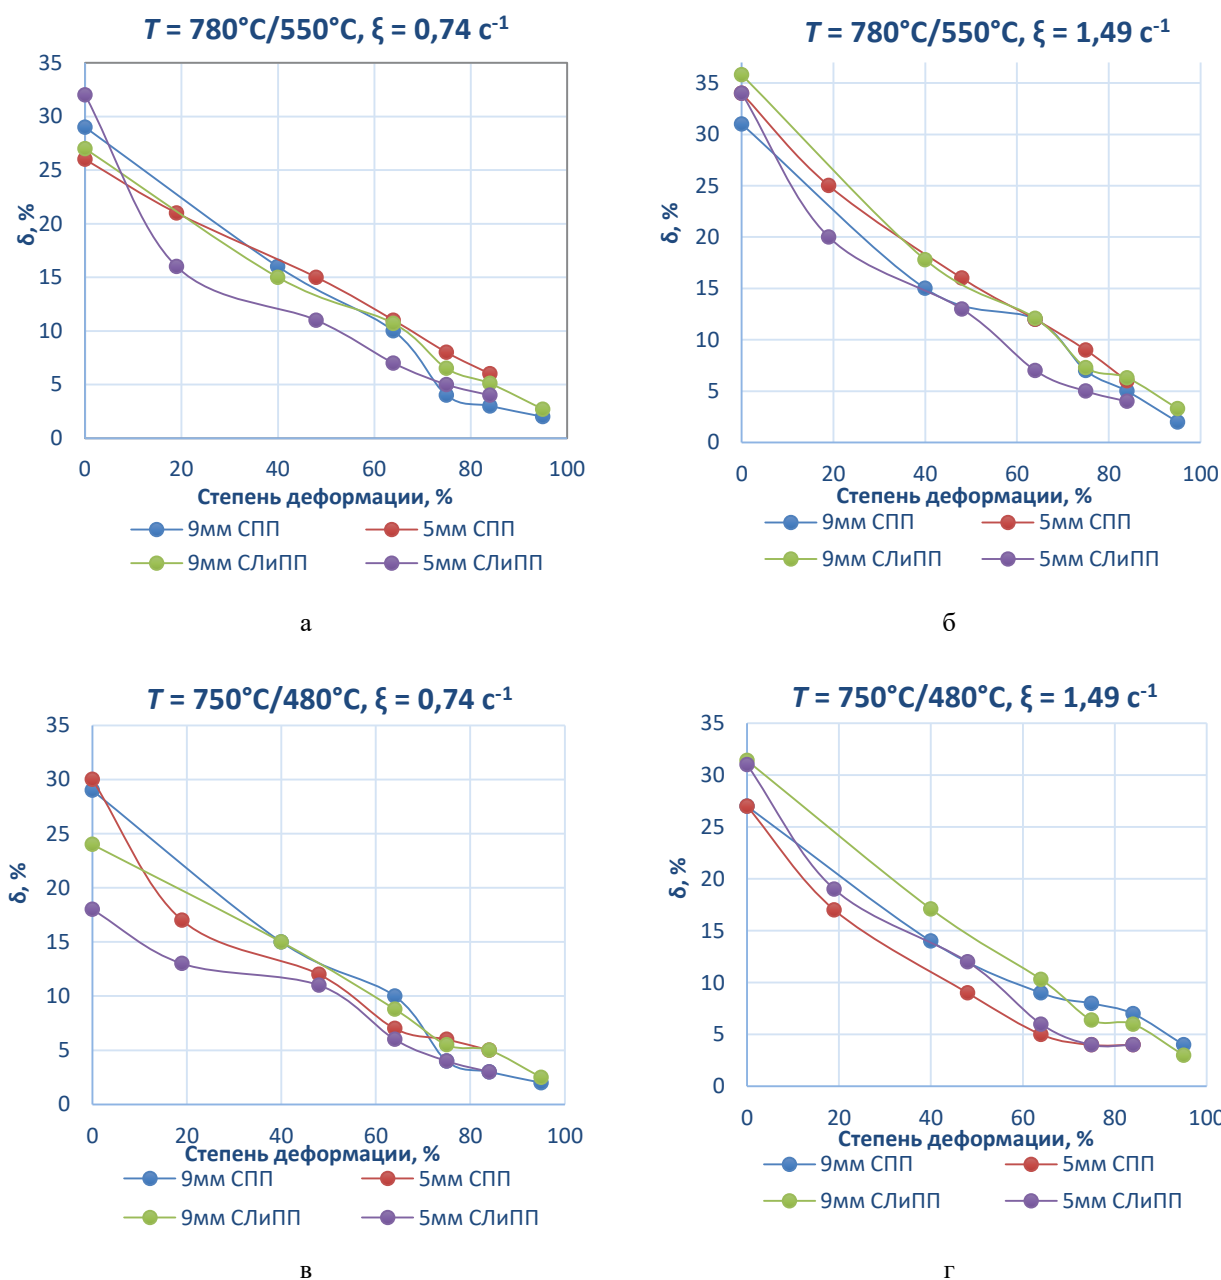 T = 780°C/550°C, ξ = 0,74 c⁻¹
35
30
25
20
15
10
5
0
δ, %
0 20 40 60 80 100
Степень деформации, %
9мм СПП 5мм СПП
9мм СЛиПП 5мм СЛиПП
а
T = 780°C/550°C, ξ = 1,49 c⁻¹
35
30
25
20
15
10
5
0
δ, %
0 20 40 60 80 100
Степень деформации, %
9мм СПП 5мм СПП
9мм СЛиПП 5мм СЛиПП
б
T = 750°C/480°C, ξ = 0,74 c⁻¹
35
30
25
20
15
10
5
0
δ, %
0 20 40 60 80 100
Степень деформации, %
9мм СПП 5мм СПП
9мм СЛиПП 5мм СЛиПП
в
T = 750°C/480°C, ξ = 1,49 c⁻¹
35
30
25
20
15
10
5
0
δ, %
0 20 40 60 80 100
Степень деформации, %
9мм СПП 5мм СПП
9мм СЛиПП 5мм СЛиПП
г